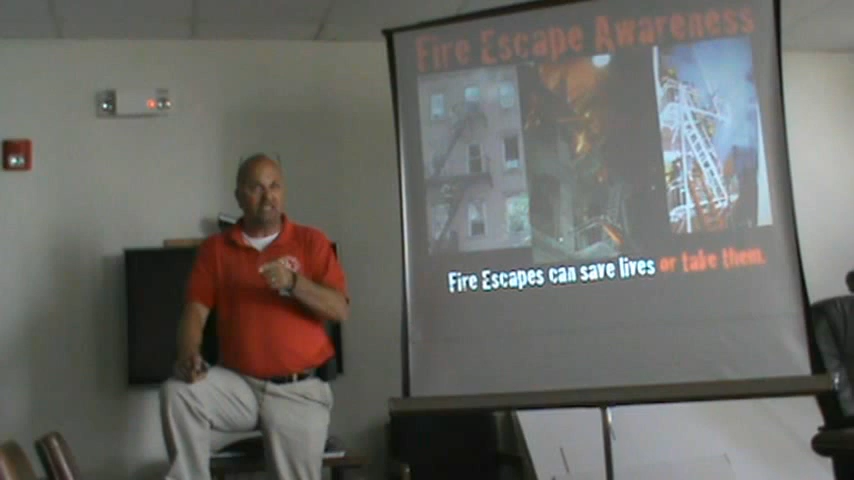 Fire Escape Awareness
Fire Escapes can save lives or take them.